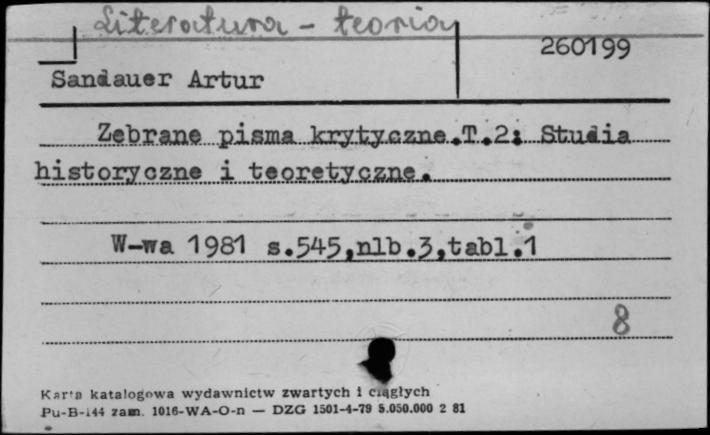 Literatura - teoria
260199
Sandauer Artur
Zebrane pisma krytyczne.T.2: Studia
historyczne i teoretyczne.
W-wa 1981 s.545,nlb.3,tabl.1
8
Karta katalogowa wydawnictw zwartych i ciągłych
Pu-B-144 zam. 1016-WA-O-n — DZG 1501-4-79 5.050.000 2 81